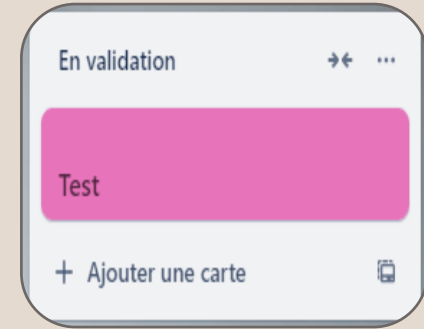 En validation
Test
+ Ajouter une carte